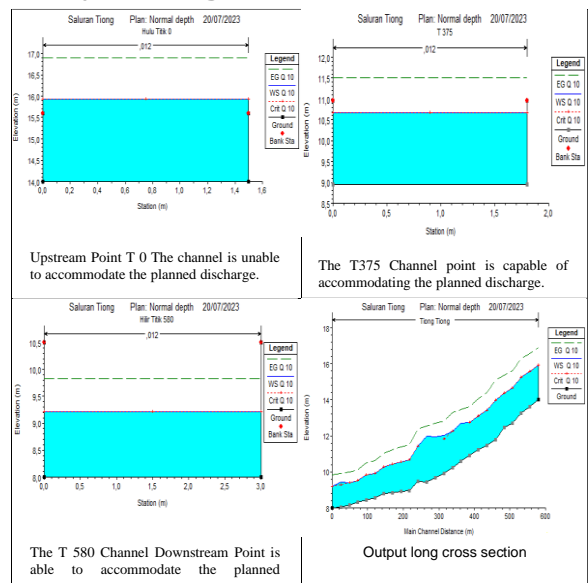 Saluran Tiong Plan: Normal depth 20/07/2023
Hulu Titik 0
,012
17,0
16,5
16,0
15,5
15,0
14,5
14,0
Elevation (m)
0,0 0,2 0,4 0,6 0,8 1,0 1,2 1,4 1,6
Station (m)
Legend
EG Q 10
WS Q 10
Crit Q 10
Ground
Bank Sta
Upstream Point T 0 The channel is unable
to accommodate the planned discharge.
Saluran Tiong Plan: Normal depth 20/07/2023
T 375
,012
12,0
11,5
11,0
10,5
10,0
9,5
9,0
8,5
Elevation (m)
0,0 0,5 1,0 1,5 2,0
Station (m)
Legend
EG Q 10
WS Q 10
Crit Q 10
Ground
Bank Sta
The T375 Channel point is capable of
accommodating the planned discharge.
Saluran Tiong Plan: Normal depth 20/07/2023
Hilir Titik 580
,012
10,5
10,0
9,5
9,0
8,5
8,0
Elevation (m)
0,0 0,5 1,0 1,5 2,0 2,5 3,0
Station (m)
Legend
EG Q 10
WS Q 10
Crit Q 10
Ground
Bank Sta
The T 580 Channel Downstream Point is
able to accommodate the planned
Saluran Tiong Plan: Normal depth 20/07/2023
Tiong Tiong
18
16
14
12
10
8
Elevation (m)
0 100 200 300 400 500 600
Main Channel Distance (m)
Legend
EG Q 10
WS Q 10
Crit Q 10
Ground
Output long cross section